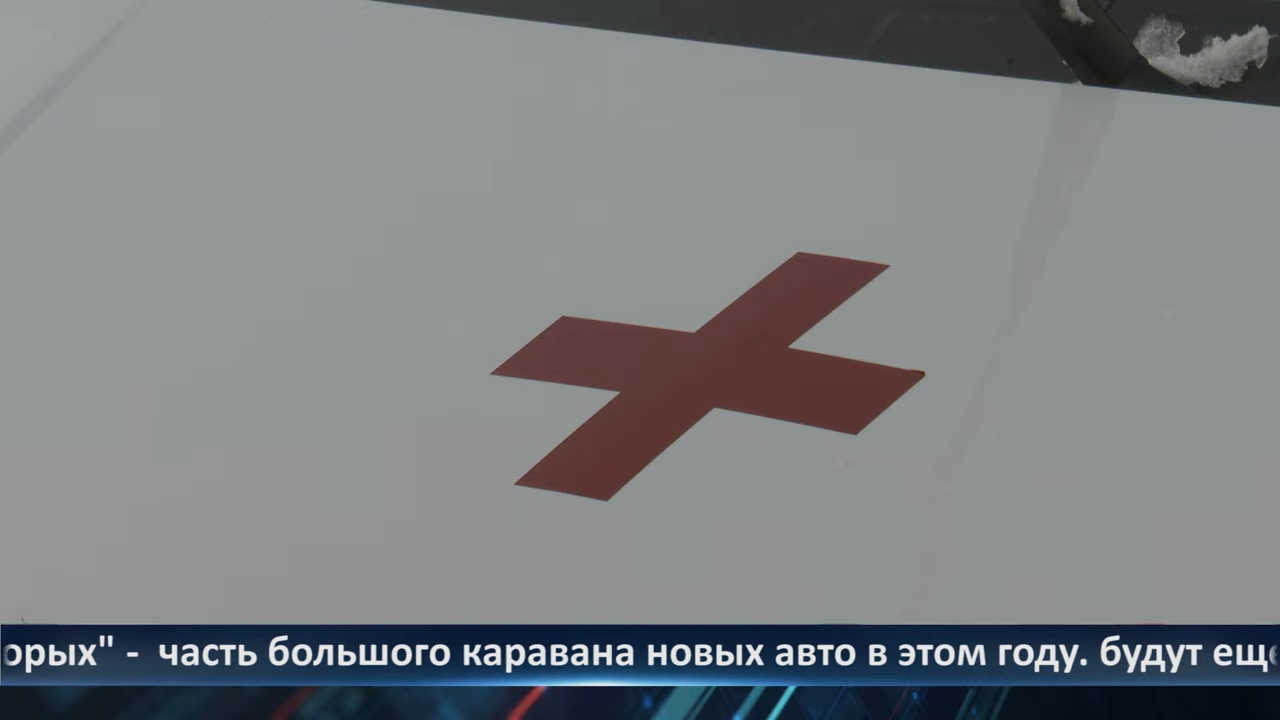 орых" - часть большого каравана новых авто в этом году. будут ещ